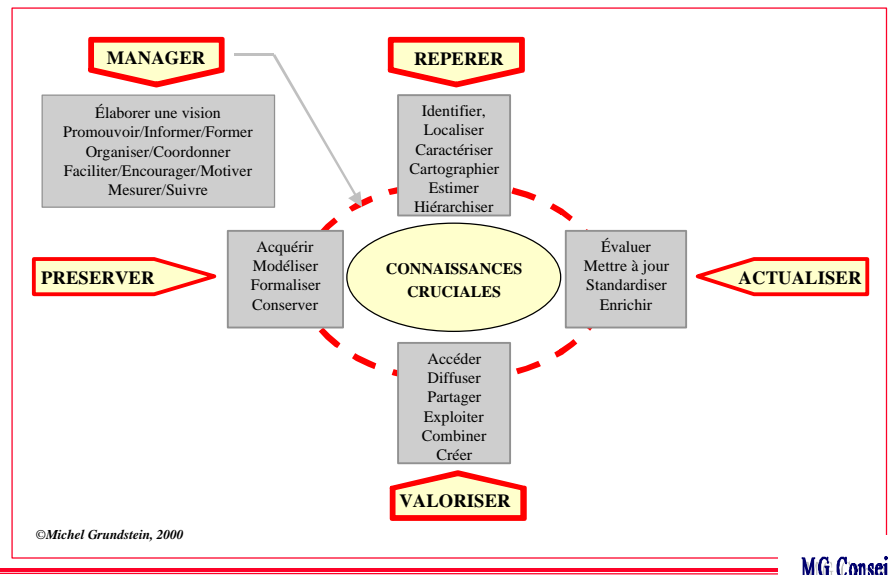 MANAGER
Élaborer une vision
Promouvoir/Informer/Former
Organiser/Coordonner
Faciliter/Encourager/Motiver
Mesurer/Suivre
REPERER
Identifier,
Localiser
Caractériser
Cartographier
Estimer
Hiérarchiser
PRESERVER
Acquérir
Modéliser
Formaliser
Conserver
CONNAISSANCES
CRUCIALES
Évaluer
Mettre à jour
Standardiser
Enrichir
ACTUALISER
Accéder
Diffuser
Partager
Exploiter
Combiner
Créer
VALORISER
©Michel Grundstein, 2000
MG Consei